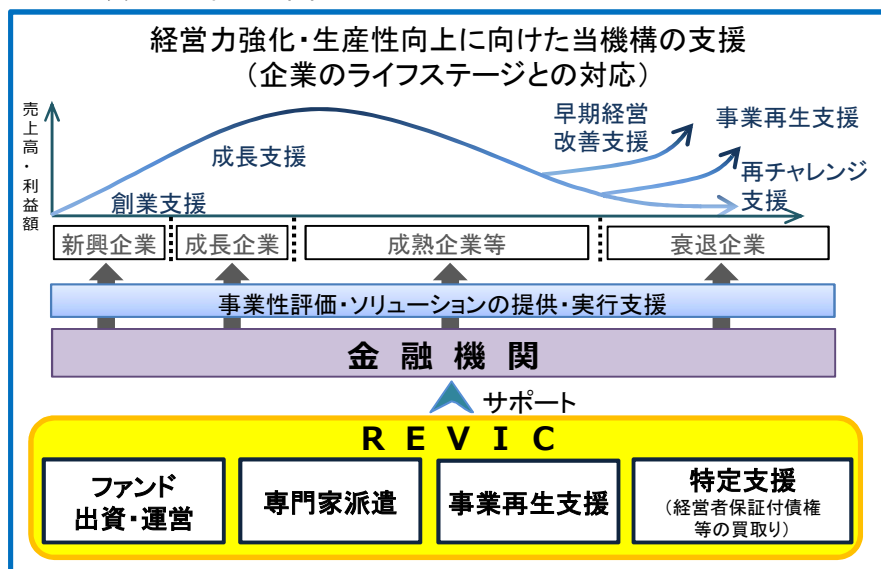 経営力強化・生産性向上に向けた当機構の支援
（企業のライフステージとの対応）
売上高・利益額
早期経営
改善支援
事業再生支援
成長支援
再チャレンジ
支援
創業支援
新興企業
成長企業
成熟企業等
衰退企業
事業性評価・ソリューションの提供・実行支援
金融機関
サポート
REVIC
ファンド
出資・運営
専門家派遣
事業再生支援
特定支援
（経営者保証付債権
等の買取り）